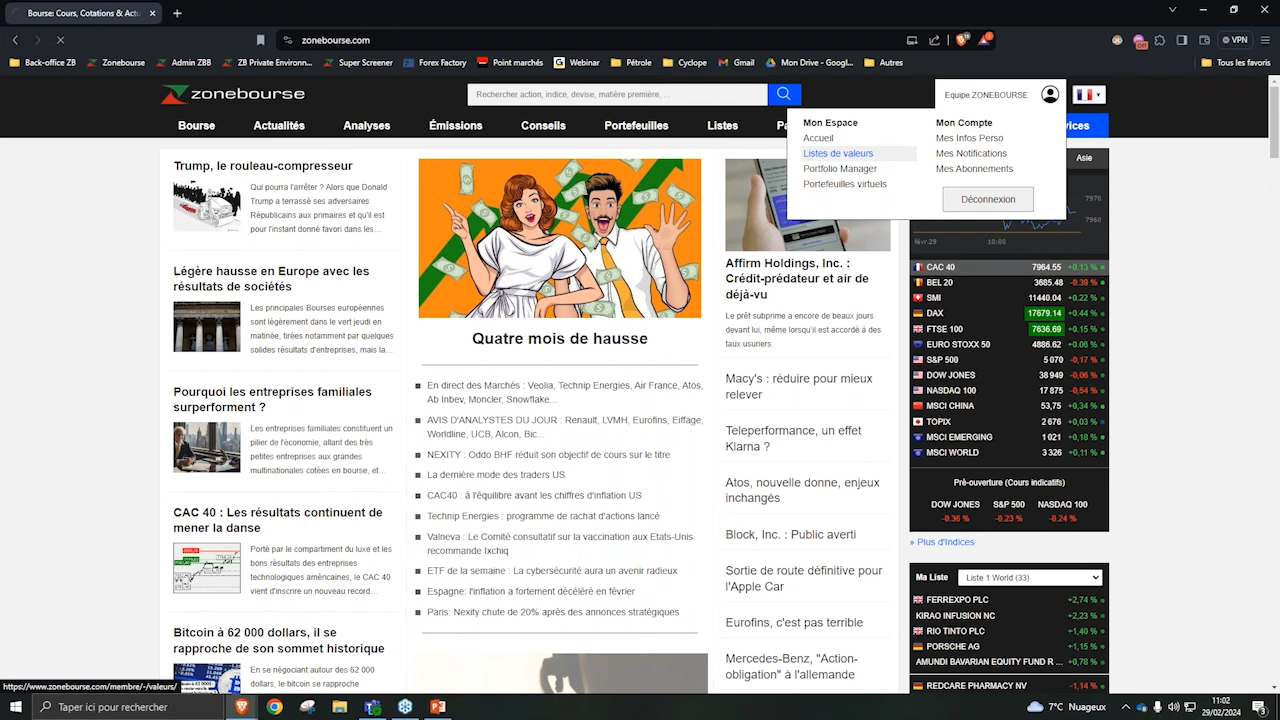 Bourse: Cours, Cotations & Actu
zonebourse.com
VPN
Back-office ZB
Zonebourse
Admin ZBB
ZB Private Environn...
Super Screener
Forex Factory
Point marchés
Webinar
Pétrole
Cyclope
Gmail
Mon Drive - Googl...
Autres
Tous les favoris
zonebourse
Rechercher action, indice, devise, matière première, ...
Equipe ZONEBOURSE
Bourse
Actualités
Analyses
Émissions
Conseils
Portefeuilles
Listes
Mon Espace
Accueil
Listes de valeurs
Portfolio Manager
Portefeuilles virtuels
Mon Compte
Mes Infos Perso
Mes Notifications
Mes Abonnements
Déconnexion
Trump, le rouleau compresseur
Qui pourra l'arrêter ? Alors que Donald
Trump a terrassé ses adversaires
Républicains aux primaires et qu'il est
pour l'instant donné favori dans les...
Légère hausse en Europe avec les
résultats de sociétés
Les principales Bourses européennes
sont légèrement dans le vert jeudi en
matinée, tirées notamment par quelques
solides résultats d'entreprises, mais la...
Pourquoi les entreprises familiales
surperforment ?
Les entreprises familiales constituent un
pilier de l'économie, allant des très
petites entreprises aux grandes
multinationales cotées en bourse, et...
CAC 40 : Les résultats continuent de
mener la danse
Porté par le compartiment du luxe et les
bons résultats des entreprises
technologiques américaines, le CAC 40
vient d'inscrire un nouveau record...
Bitcoin à 62 000 dollars, il se
rapproche de son sommet historique
En se négociant autour des 62 000
dollars, le bitcoin se rapproche
Quatre mois de hausse
En direct des Marchés : Veolia, Technip Energies, Air France, Atos,
Ab Inbev, Moncler, Snowflake...
AVIS D'ANALYSTES DU JOUR : Renault, LVMH, Eurofins, Eiffage,
Worldline, UCB, Alcon, Bic...
NEXITY : Oddo BHF réduit son objectif de cours sur le titre
La dernière mode des traders US
CAC40 : à l'équilibre avant les chiffres d'inflation US
Technip Energies : programme de rachat d'actions lancé
Valneva : Le Comité consultatif sur la vaccination aux Etats-Unis
recommande Ixchiq
ETF de la semaine : La cybersécurité aura un avenir radieux
Espagne: l'inflation a fortement décéléré en février
Paris: Nexity chute de 20% après des annonces stratégiques
Affirm Holdings, Inc. :
Crédit-prédateur et air de
déjà-vu
Le prêt subprime a encore de beaux jours
devant lui, même lorsqu'il est accordé à des
taux usuriers.
Macy's : réduire pour mieux
relever
Teleperformance, un effet
Klarna ?
Atos, nouvelle donne, enjeux
inchangés
Block, Inc. : Public averti
Sortie de route définitive pour
l'Apple Car
Eurofins, c'est pas terrible
Mercedes-Benz, "Action-
obligation" à l'allemande
Asie
7970
7960
févr.29 10:00
CAC 40 7964.55 +0.13 %
BEL 20 3685.48 -0.39 %
SMI 11440.04 +0.22 %
DAX 17679.14 +0.44 %
FTSE 100 7636.69 +0.15 %
EURO STOXX 50 4886.62 +0.06 %
S&P 500 5 070 -0,17 %
DOW JONES 38 949 -0,06 %
NASDAQ 100 17 875 -0,54 %
MSCI CHINA 53,75 +0,34 %
TOPIX 2 676 +0,03 %
MSCI EMERGING 1 021 +0,18 %
MSCI WORLD 3 326 +0,11 %
Pré-ouverture (Cours indicatifs)
DOW JONES S&P 500 NASDAQ 100
-0.36 % -0.23 % -0.24 %
» Plus d'Indices
Ma Liste Liste 1 World (33)
FERREXPO PLC +2,74 %
KIRAO INFUSION NC +2,23 %
RIO TINTO PLC +1,40 %
PORSCHE AG +1,15 %
AMUNDI BAVARIAN EQUITY FUND R ... +0,78 %
REDCARE PHARMACY NV -1,14 %
https://www.zonebourse.com/membre/-/valeurs/
Taper ici pour rechercher
7°C Nuageux
11:02
29/02/2024